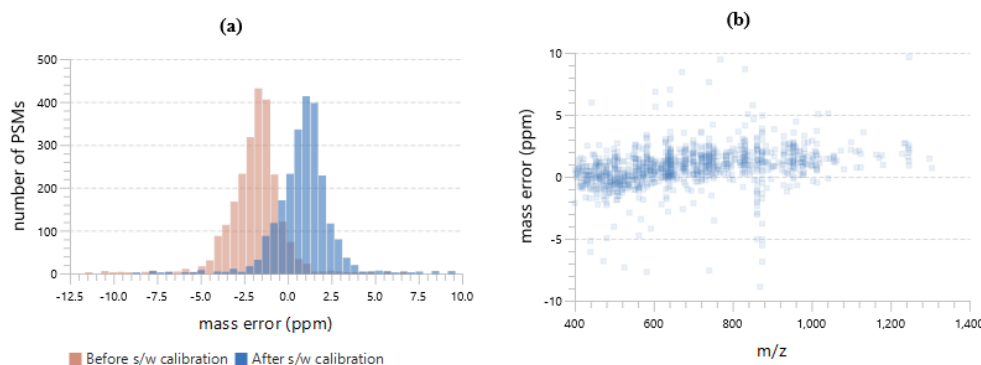 (a)
500
400
300
200
100
0
number of PSMs
-12.5 -10.0 -7.5 -5.0 -2.5 0.0 2.5 5.0 7.5 10.0
mass error (ppm)
Before s/w calibration After s/w calibration
(b)
10
5
0
-5
-10
mass error (ppm)
400 600 800 1,000 1,200 1,400
m/z